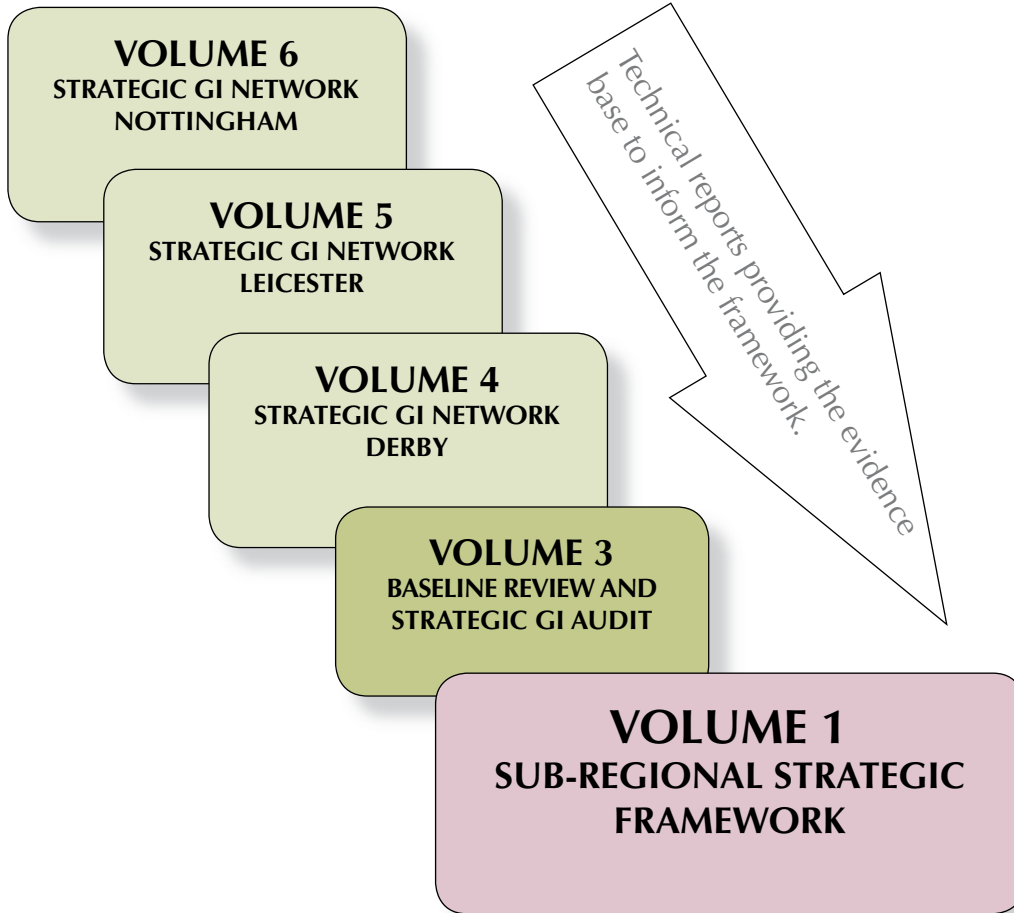 VOLUME 6
STRATEGIC GI NETWORK
NOTTINGHAM
VOLUME 5
STRATEGIC GI NETWORK
LEICESTER
VOLUME 4
STRATEGIC GI NETWORK
DERBY
VOLUME 3
BASELINE REVIEW AND
STRATEGIC GI AUDIT
VOLUME 1
SUB-REGIONAL STRATEGIC
FRAMEWORK
Technical reports providing the evidence
base to inform the framework.